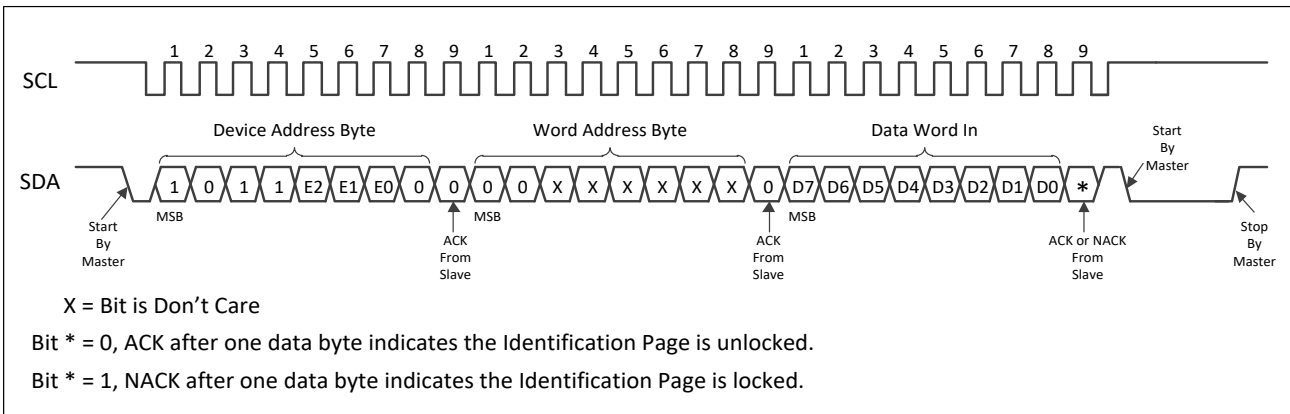 1 2 3 4 5 6 7 8 9 1 2 3 4 5 6 7 8 9 1 2 3 4 5 6 7 8 9
SCL
Device Address Byte Word Address Byte Data Word In
Start
By
Master
SDA
1 0 1 1 E2 E1 E0 0 0 0 0 X X X X X X 0 D7 D6 D5 D4 D3 D2 D1 D0 *
MSB MSB MSB
Start
By
Master
ACK
From
Slave
ACK
From
Slave
ACK or NACK
From
Slave
Stop
By
Master
X = Bit is Don’t Care
Bit * = 0, ACK after one data byte indicates the Identification Page is unlocked.
Bit * = 1, NACK after one data byte indicates the Identification Page is locked.